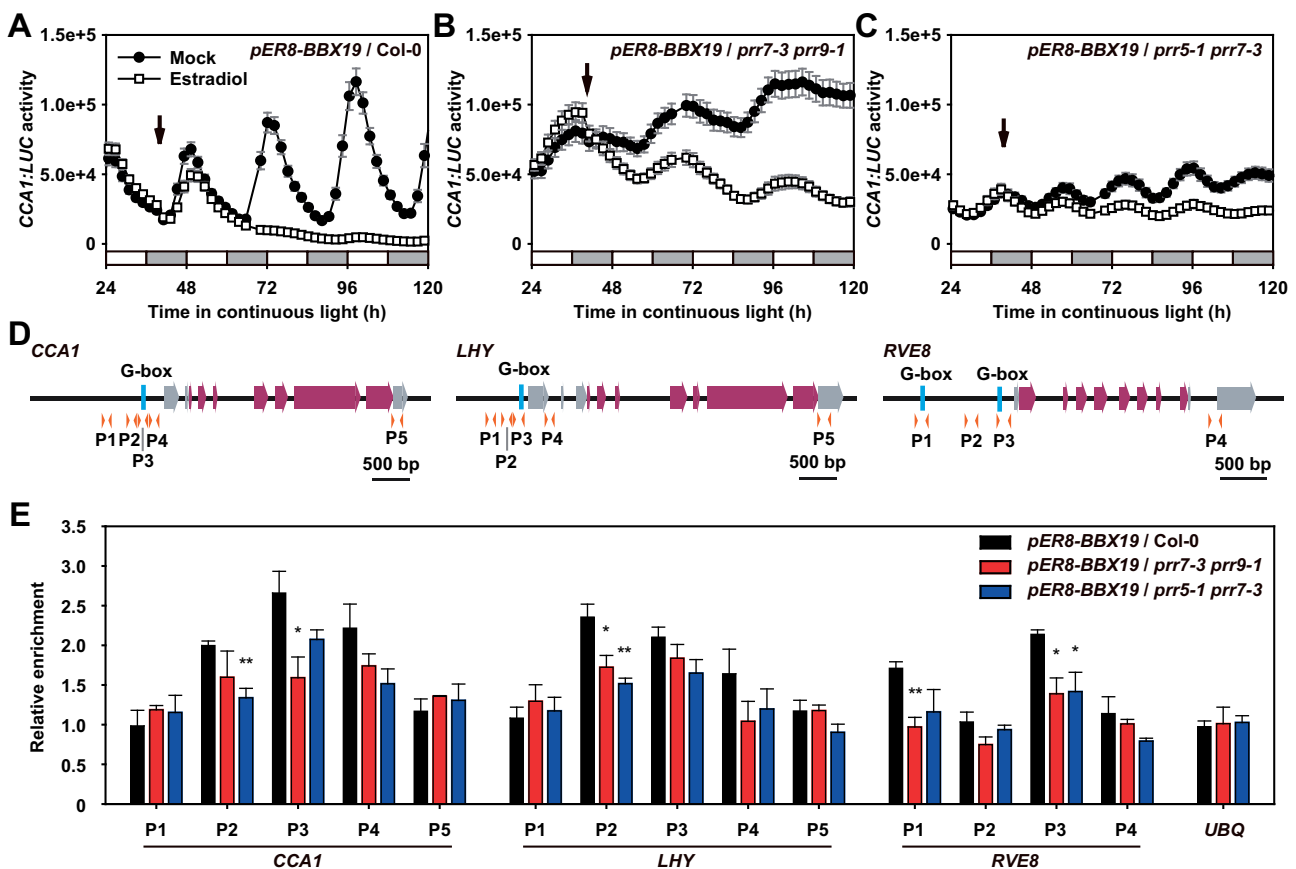 A
pER8-BBX19 / Col-0
Mock
Estradiol
CCA1:LUC activity
1.5e+5
1.0e+5
5.0e+4
0
24 48 72 96 120
Time in continuous light (h)
B
pER8-BBX19 / prr7-3 prr9-1
CCA1:LUC activity
1.5e+5
1.0e+5
5.0e+4
0
24 48 72 96 120
Time in continuous light (h)
C
pER8-BBX19 / prr5-1 prr7-3
CCA1:LUC activity
1.5e+5
1.0e+5
5.0e+4
0
24 48 72 96 120
Time in continuous light (h)
D
CCA1
G-box
P1 P2 P4 P5
P3
500 bp
LHY
G-box
P1 P3 P4 P5
P2
500 bp
RVE8
G-box G-box
P1 P2 P3 P4
500 bp
E
Relative enrichment
3.5
3.0
2.5
2.0
1.5
1.0
0.5
0
pER8-BBX19 / Col-0
pER8-BBX19 / prr7-3 prr9-1
pER8-BBX19 / prr5-1 prr7-3
** * * ** ** * *
P1 P2 P3 P4 P5 P1 P2 P3 P4 P5 P1 P2 P3 P4 UBQ
CCA1 LHY RVE8